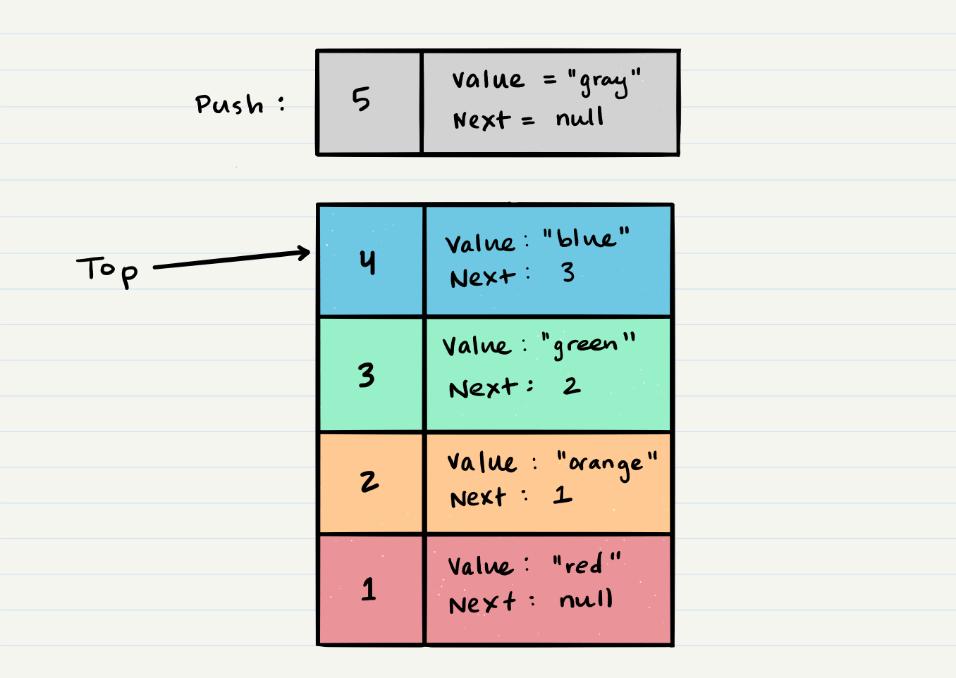 Push :
5
Value = "gray"
Next = null
Top
4
Value : "blue"
Next : 3
3
Value : "green"
Next : 2
2
Value : "orange"
Next : 1
1
Value : "red"
Next : null